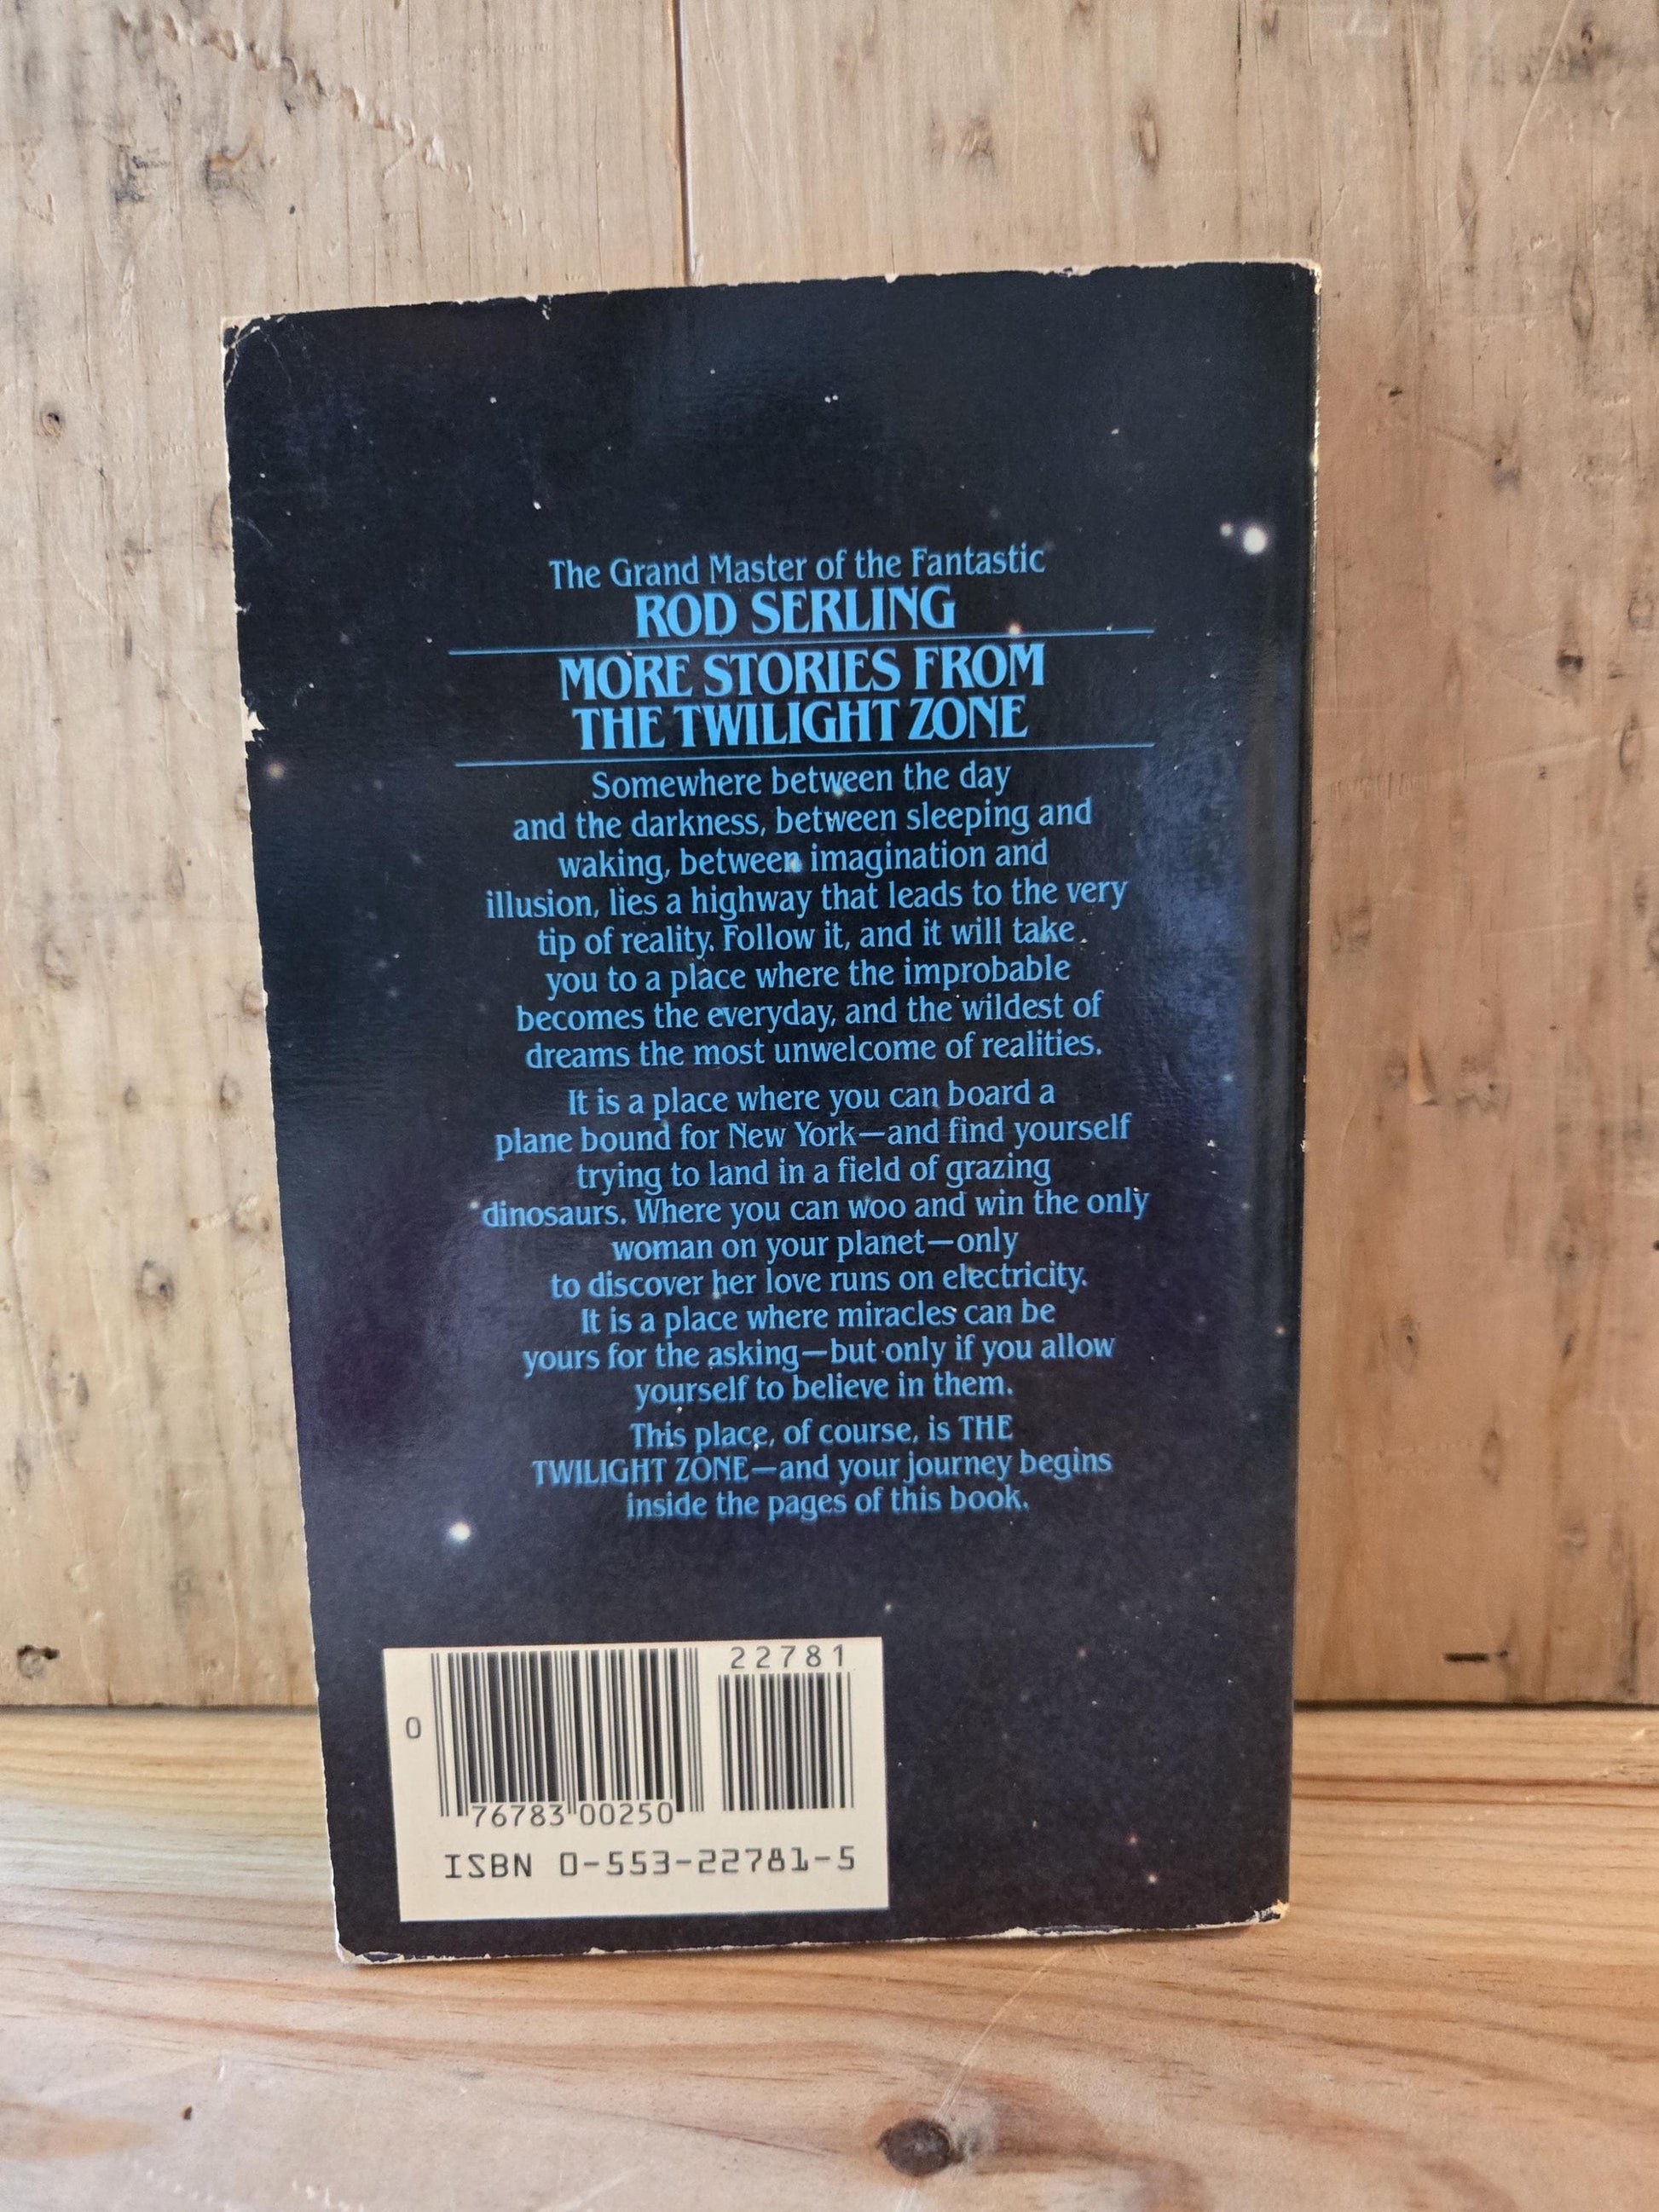 The Grand Master of the Fantastic
ROD SERLING
MORE STORIES FROM
THE TWILIGHT ZONE
Somewhere between the day
and the darkness, between sleeping and
waking, between imagination and
illusion, lies a highway that leads to the very
tip of reality. Follow it, and it will take
you to a place where the improbable
becomes the everyday, and the wildest of
dreams the most unwelcome of realities.
It is a place where you can board a
plane bound for New York—and find yourself
trying to land in a field of grazing
dinosaurs. Where you can woo and win the only
woman on your planet—only
to discover her love runs on electricity.
It is a place where miracles can be
yours for the asking—but only if you allow
yourself to believe in them.
This place, of course, is THE
TWILIGHT ZONE—and your journey begins
inside the pages of this book.
22781
0
76783 00250
ISBN 0-553-22781-5